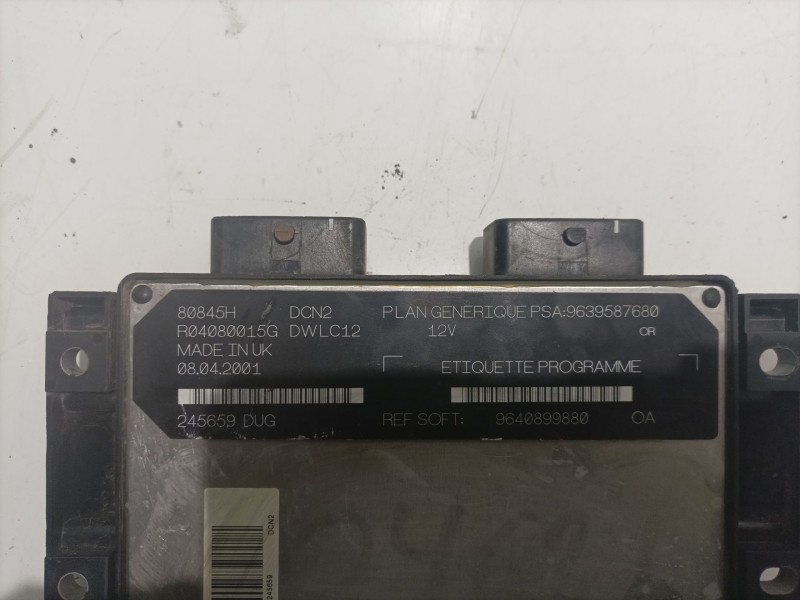 80845H DCN2 PLAN GENERIQUE PSA:9639587680
R04080015G DWLC12 12V OR
MADE IN UK
08.04.2001 ETIQUETTE PROGRAMME
245659 DUG REF SOFT: 9640899880 OA
DCN2
245659